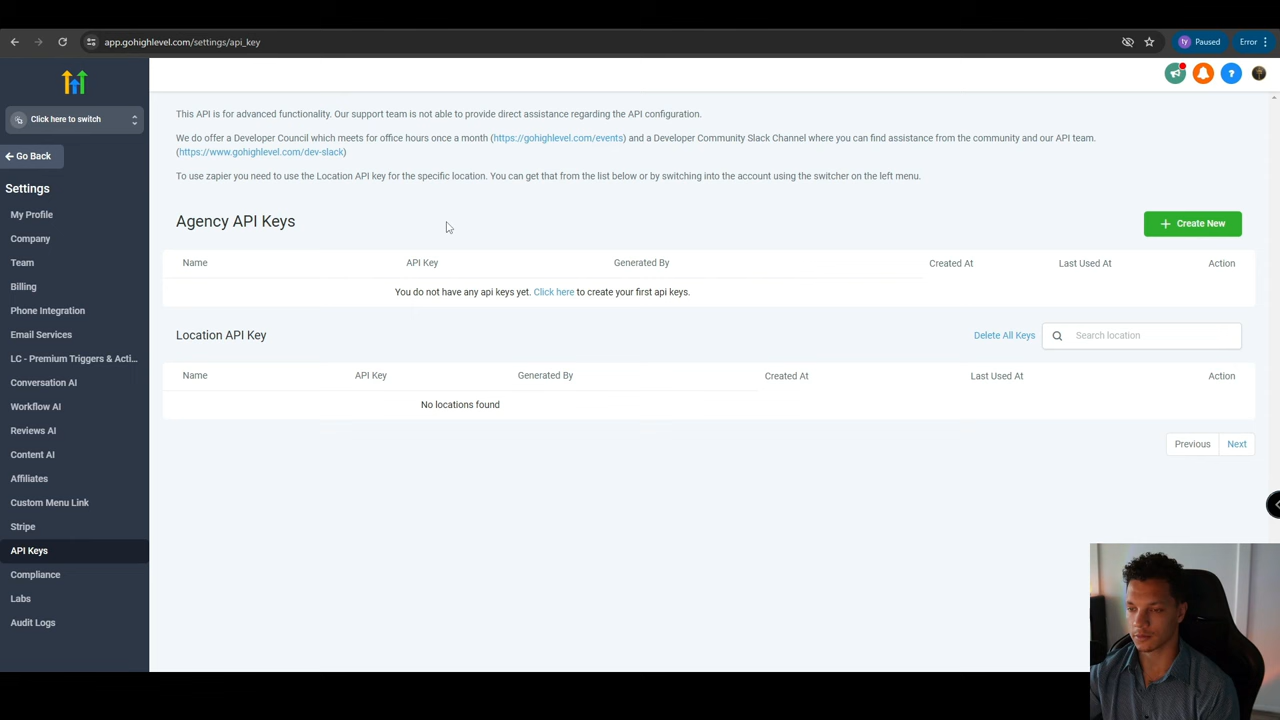 app.gohighlevel.com/settings/api_key
ty
Paused
Error
Click here to switch
Go Back
Settings
My Profile
Company
Team
Billing
Phone Integration
Email Services
LC - Premium Triggers & Acti...
Conversation AI
Workflow AI
Reviews AI
Content AI
Affiliates
Custom Menu Link
Stripe
API Keys
Compliance
Labs
Audit Logs
This API is for advanced functionality. Our support team is not able to provide direct assistance regarding the API configuration.
We do offer a Developer Council which meets for office hours once a month (https://gohighlevel.com/events) and a Developer Community Slack Channel where you can find assistance from the community and our API team.
(https://www.gohighlevel.com/dev-slack)
To use zapier you need to use the Location API key for the specific location. You can get that from the list below or by switching into the account using the switcher on the left menu.
Agency API Keys
+ Create New
Name API Key Generated By Created At Last Used At Action
You do not have any api keys yet. Click here to create your first api keys.
Location API Key
Delete All Keys
Search location
Name API Key Generated By Created At Last Used At Action
No locations found
Previous Next